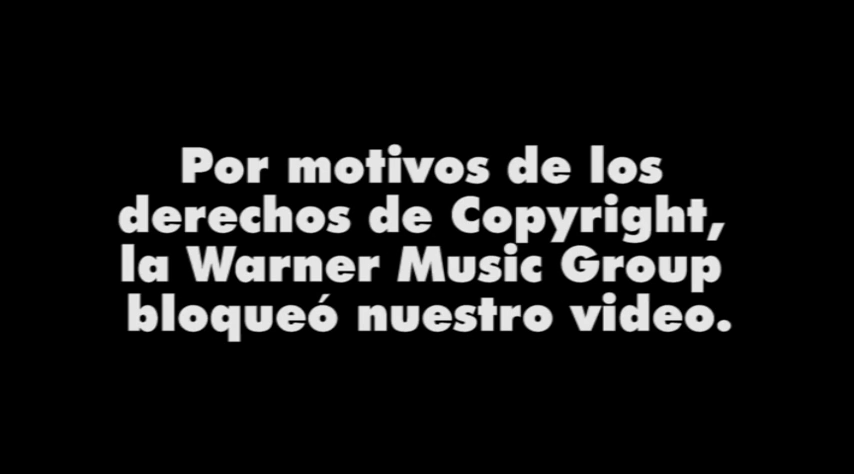 Por motivos de los
derechos de Copyright,
la Warner Music Group
bloqueó nuestro video.